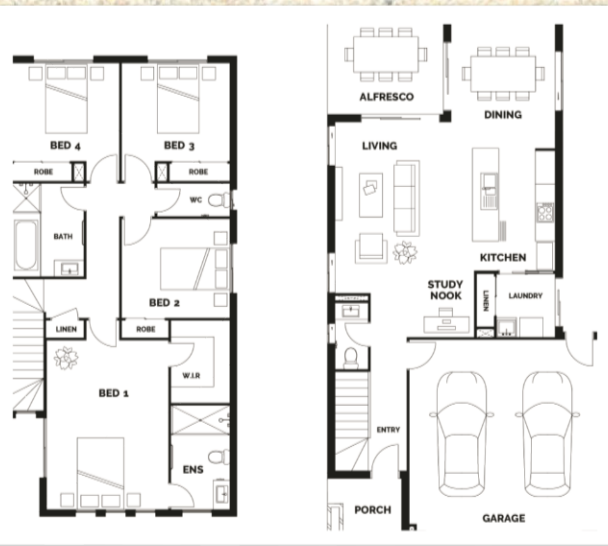 BED 4
BED 3
ROBE
ROBE
WC
BATH
BED 2
LINEN
ROBE
W.I.R
BED 1
ENS
ALFRESCO
DINING
LIVING
KITCHEN
STUDY
NOOK
LINEN
LAUNDRY
ENTRY
PORCH
GARAGE